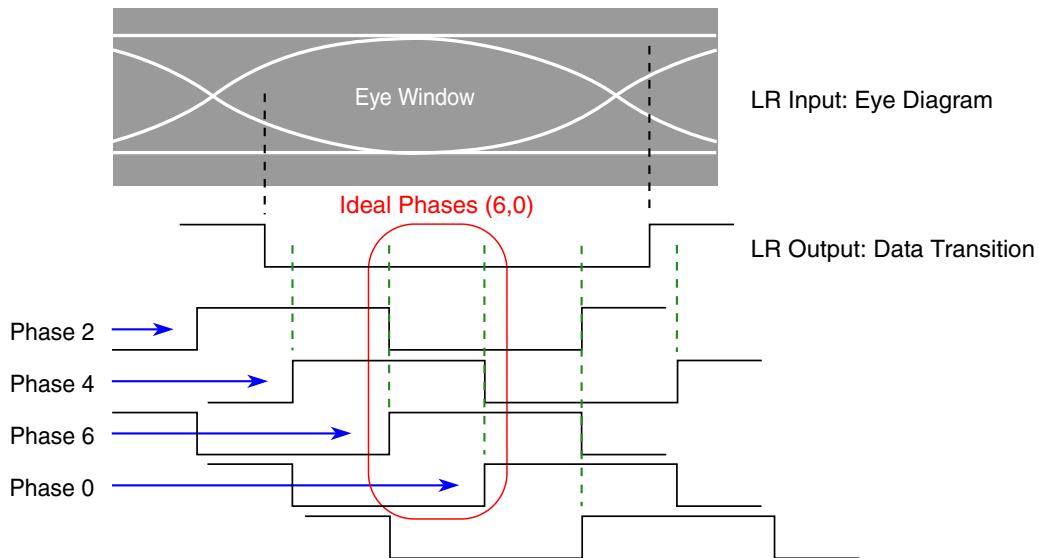 Eye Window
LR Input: Eye Diagram
Ideal Phases (6,0)
LR Output: Data Transition
Phase 2
Phase 4
Phase 6
Phase 0